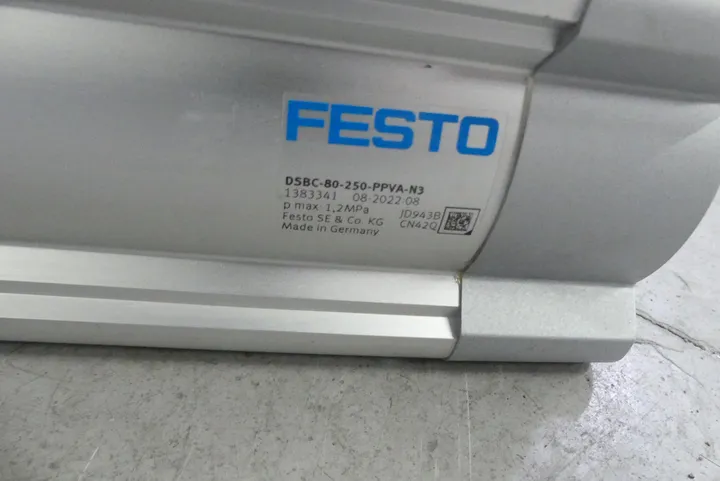 FESTO
DSBC-80-250-PPVA-N3
1383341 08-2022:08
p max: 1,2MPa JD943B
Festo SE & Co. KG CN42Q
Made in Germany